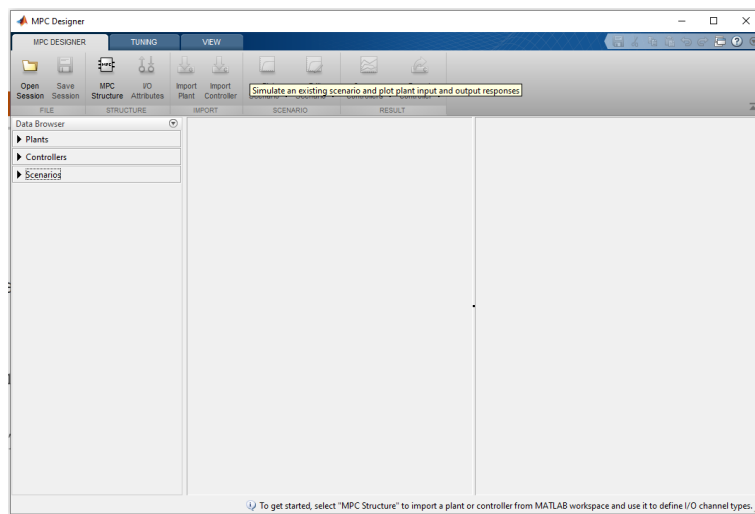 MPC Designer
MPC DESIGNER TUNING VIEW
Open Session
Save Session
MPC Structure
I/O Attributes
Import Plant
Import Controller
Simulate an existing scenario and plot plant input and output responses
FILE STRUCTURE IMPORT SCENARIO RESULT
Data Browser
Plants
Controllers
Scenarios
To get started, select "MPC Structure" to import a plant or controller from MATLAB workspace and use it to define I/O channel types.